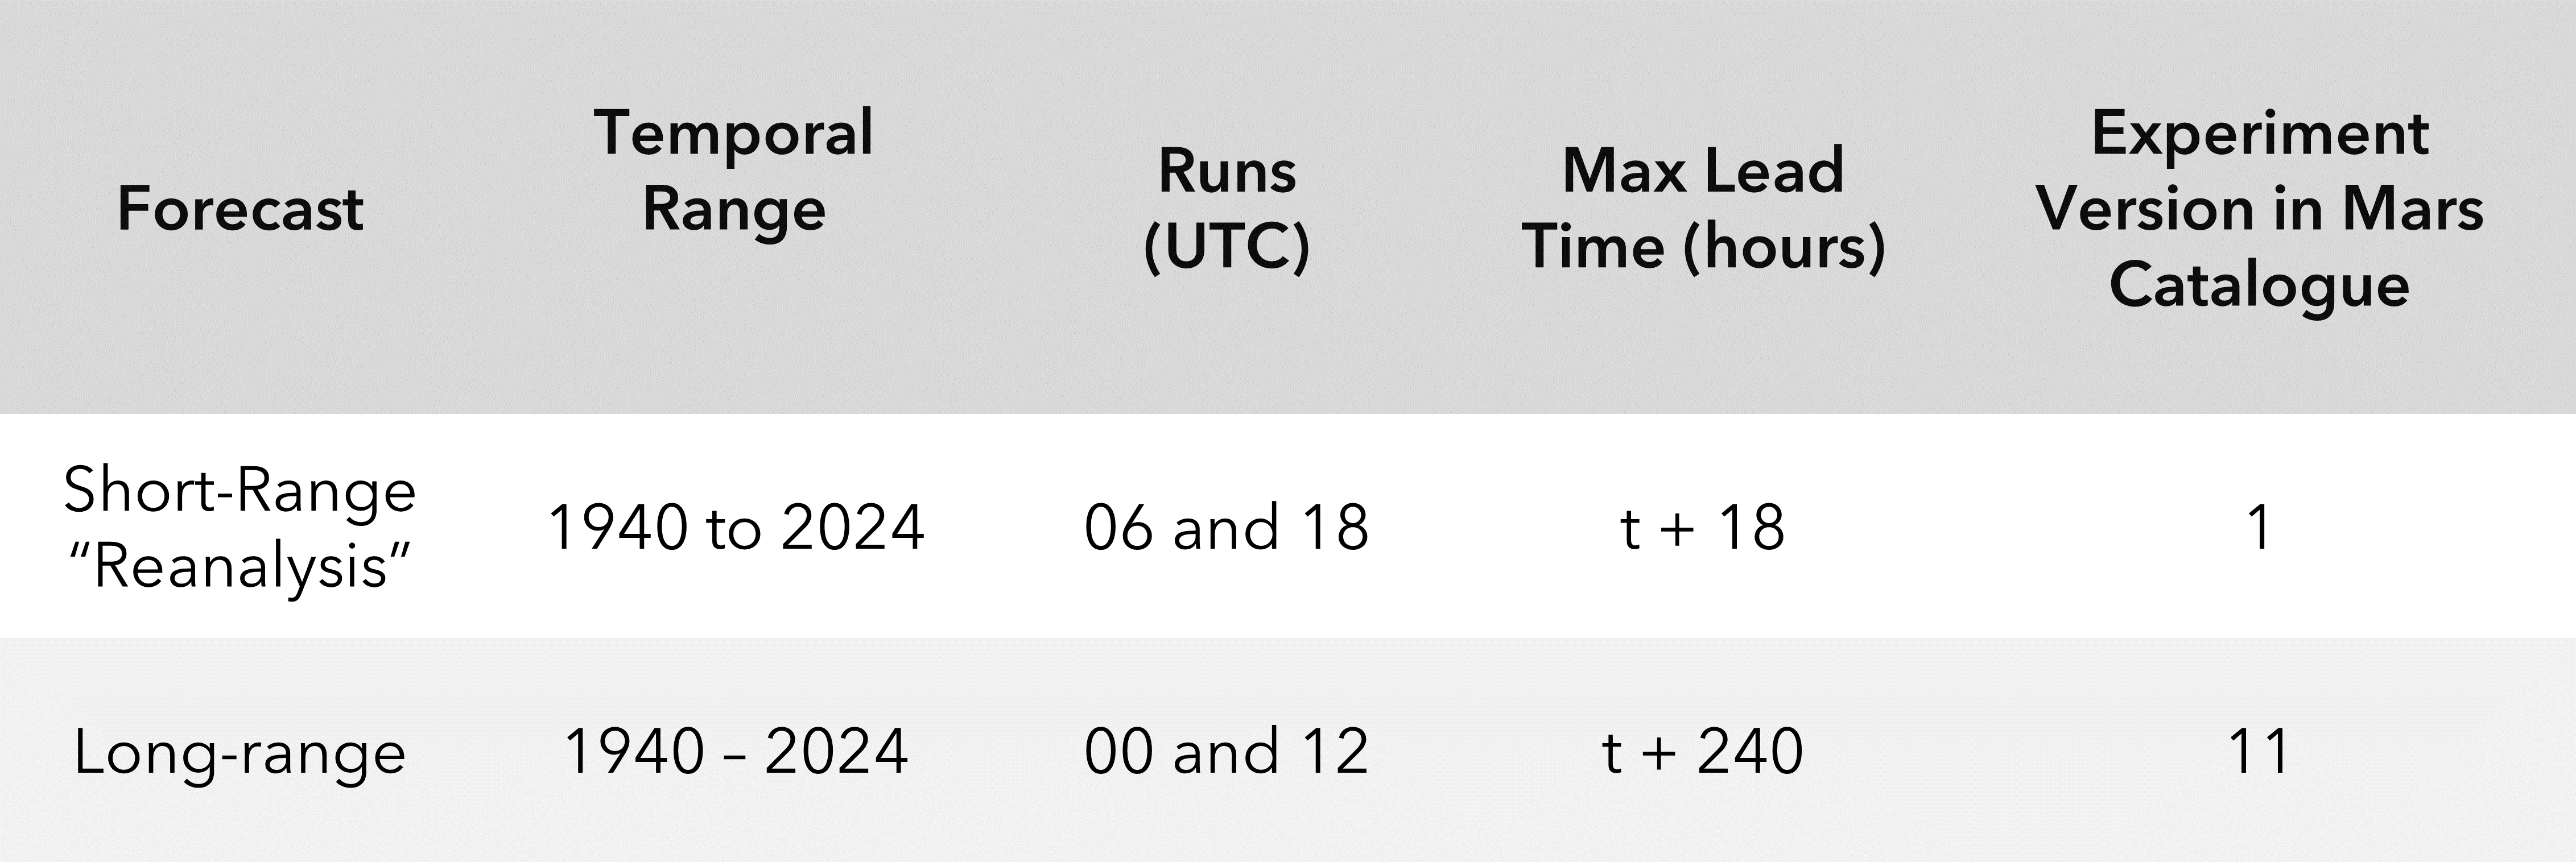 Forecast
Temporal
Range
Runs
(UTC)
Max Lead
Time (hours)
Experiment
Version in Mars
Catalogue
Short-Range
“Reanalysis”
1940 to 2024
06 and 18
t + 18
1
Long-range
1940 – 2024
00 and 12
t + 240
11